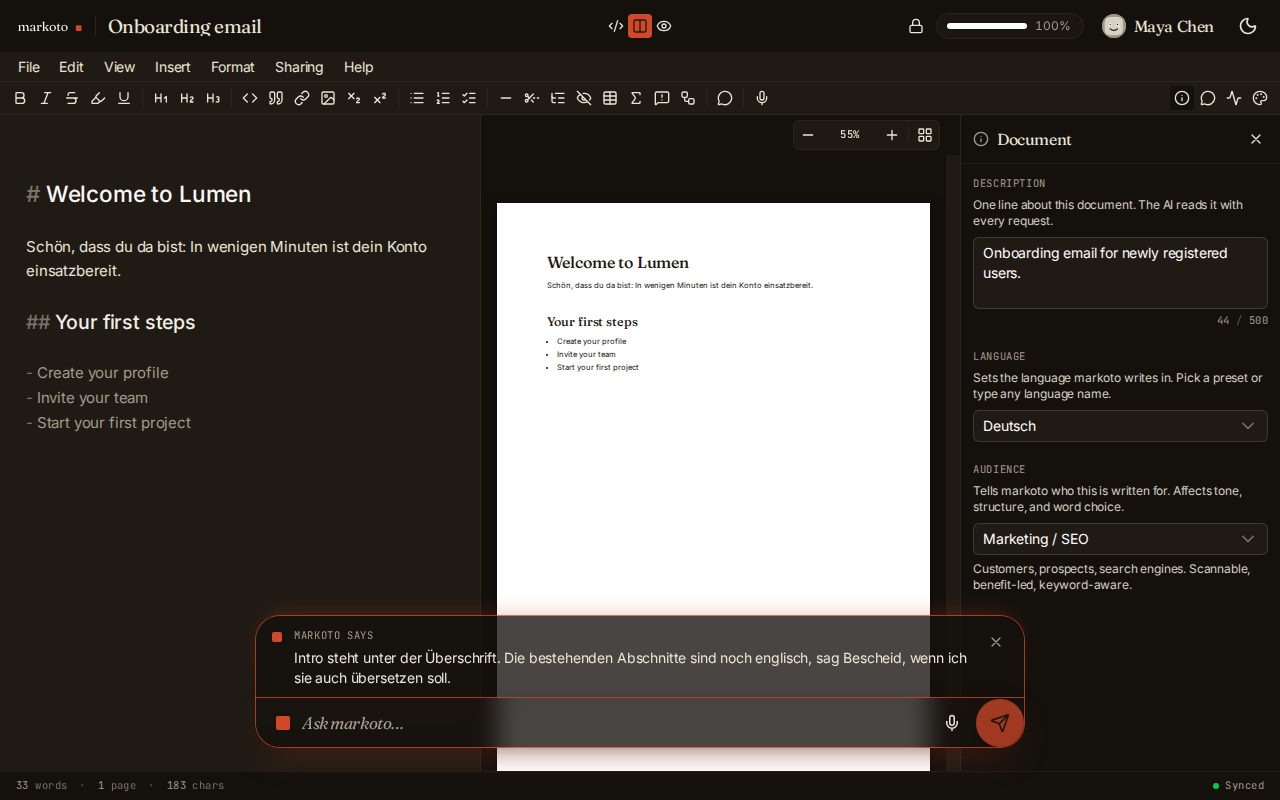 markoto
Onboarding email
100%
Maya Chen
File Edit View Insert Format Sharing Help
H1 H2 H3
55%
# Welcome to Lumen
Schön, dass du da bist: In wenigen Minuten ist dein Konto
einsatzbereit.
## Your first steps
- Create your profile
- Invite your team
- Start your first project
Welcome to Lumen
Schön, dass du da bist: In wenigen Minuten ist dein Konto einsatzbereit.
Your first steps
• Create your profile
• Invite your team
• Start your first project
Document
DESCRIPTION
One line about this document. The AI reads it with
every request.
Onboarding email for newly registered
users.
44 / 500
LANGUAGE
Sets the language markoto writes in. Pick a preset or
type any language name.
Deutsch
AUDIENCE
Tells markoto who this is written for. Affects tone,
structure, and word choice.
Marketing / SEO
Customers, prospects, search engines. Scannable,
benefit-led, keyword-aware.
MARKOTO SAYS
Intro steht unter der Überschrift. Die bestehenden Abschnitte sind noch englisch, sag Bescheid, wenn ich
sie auch übersetzen soll.
Ask markoto...
33 words · 1 page · 183 chars
Synced